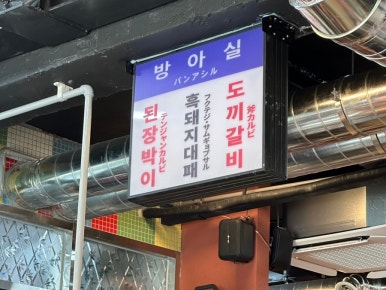 방아실
バンアシル
도끼갈비
斧カルビ
흑돼지대패
フクテジ・サムギョプサル
된장박이
テンジャンカルビ